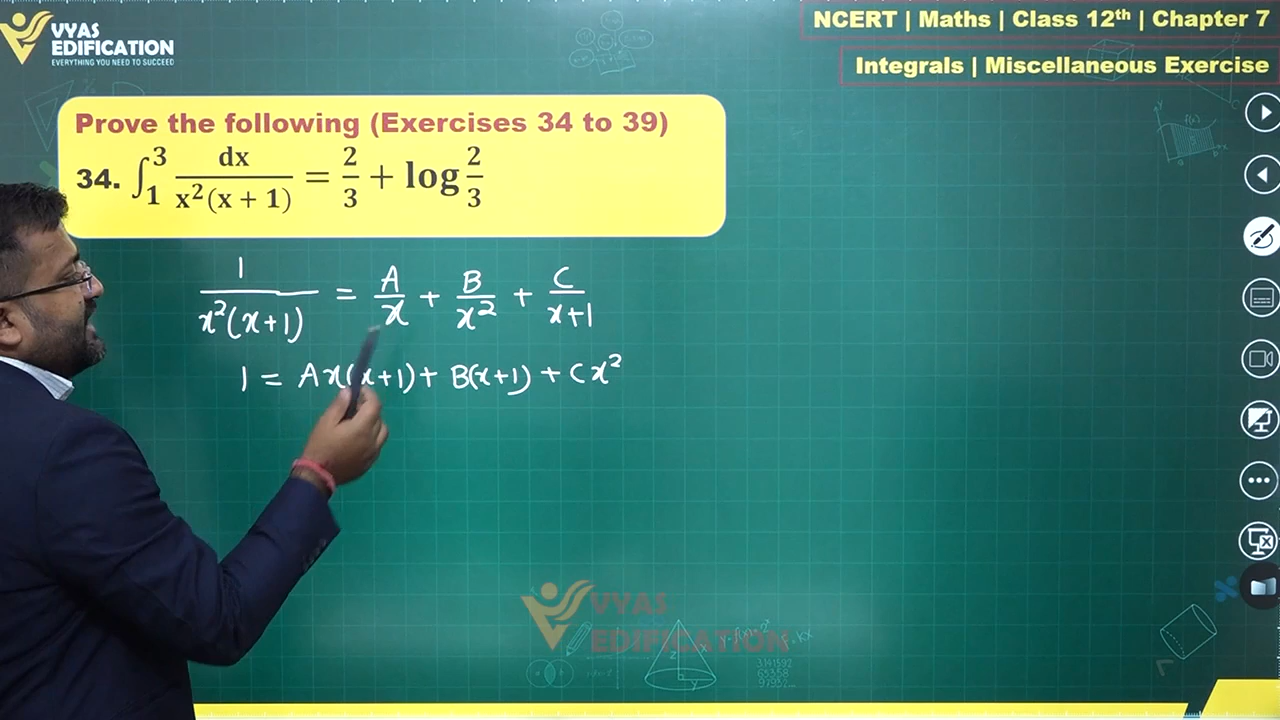 VYAS
EDIFICATION
EVERYTHING YOU NEED TO SUCCEED
NCERT | Maths | Class 12th | Chapter 7
Integrals | Miscellaneous Exercise
Prove the following (Exercises 34 to 39)
34. ∫₁³ dx/(x²(x + 1)) = 2/3 + log 2/3
1/(x²(x+1)) = A/x + B/x² + C/(x+1)
1 = Ax(x+1) + B(x+1) + Cx²
VYAS
EDIFICATION